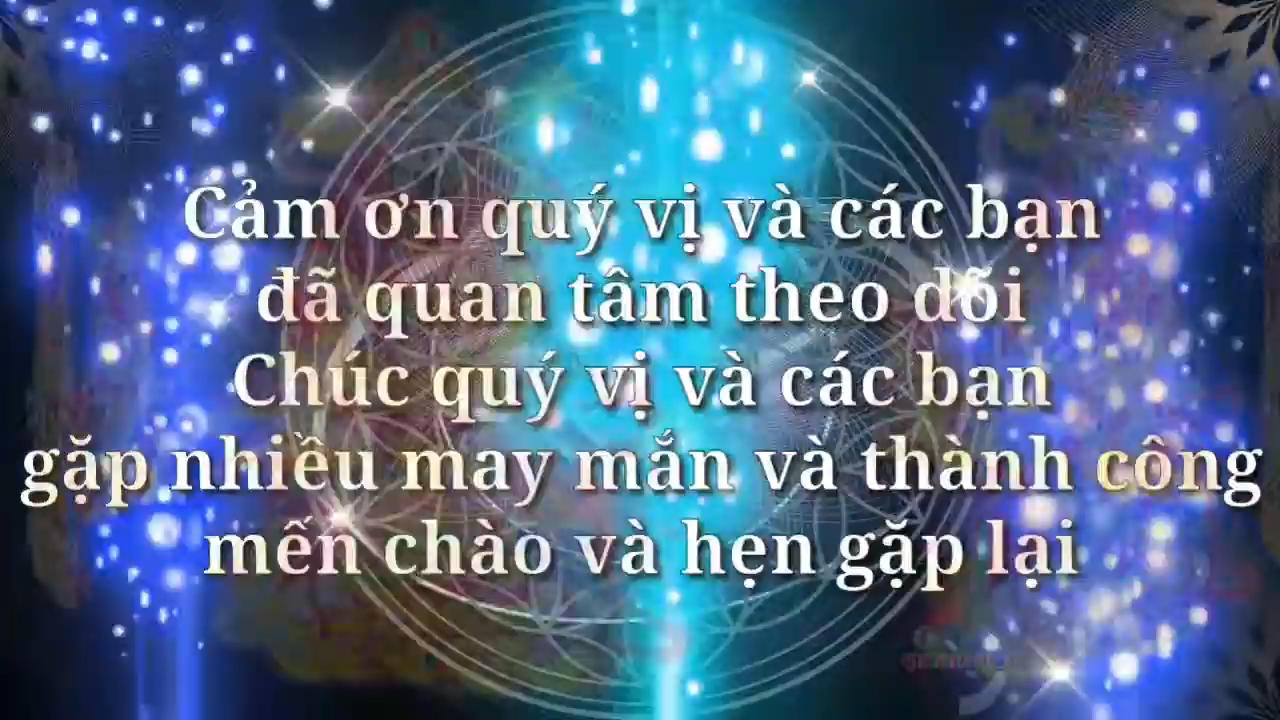 Cảm ơn quý vị và các bạn
đã quan tâm theo dõi
Chúc quý vị và các bạn
gặp nhiều may mắn và thành công
mến chào và hẹn gặp lại